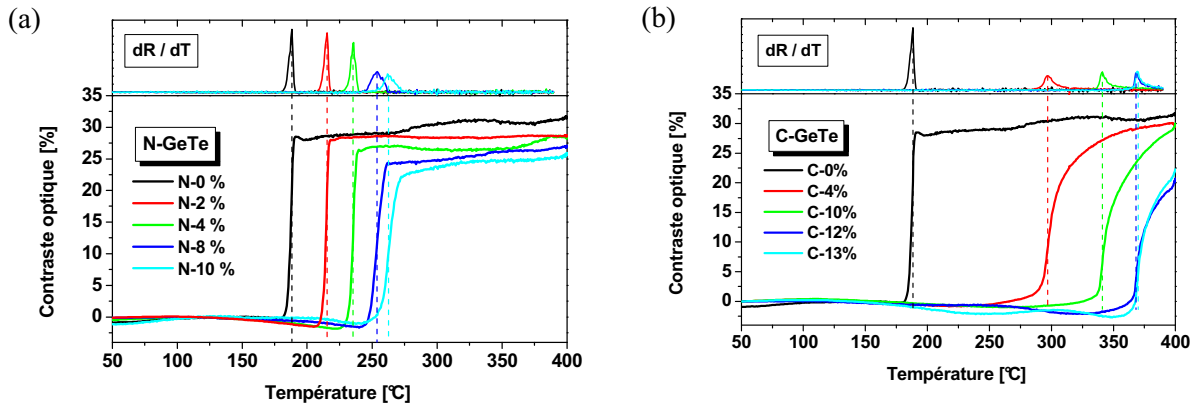 (a)
dR / dT
35
30
25
20
15
10
5
0
Contraste optique [%]
N-GeTe
N-0 %
N-2 %
N-4 %
N-8 %
N-10 %
50 100 150 200 250 300 350 400
Température [°C]
(b)
dR / dT
35
30
25
20
15
10
5
0
Contraste optique [%]
C-GeTe
C-0%
C-4%
C-10%
C-12%
C-13%
50 100 150 200 250 300 350 400
Température [°C]